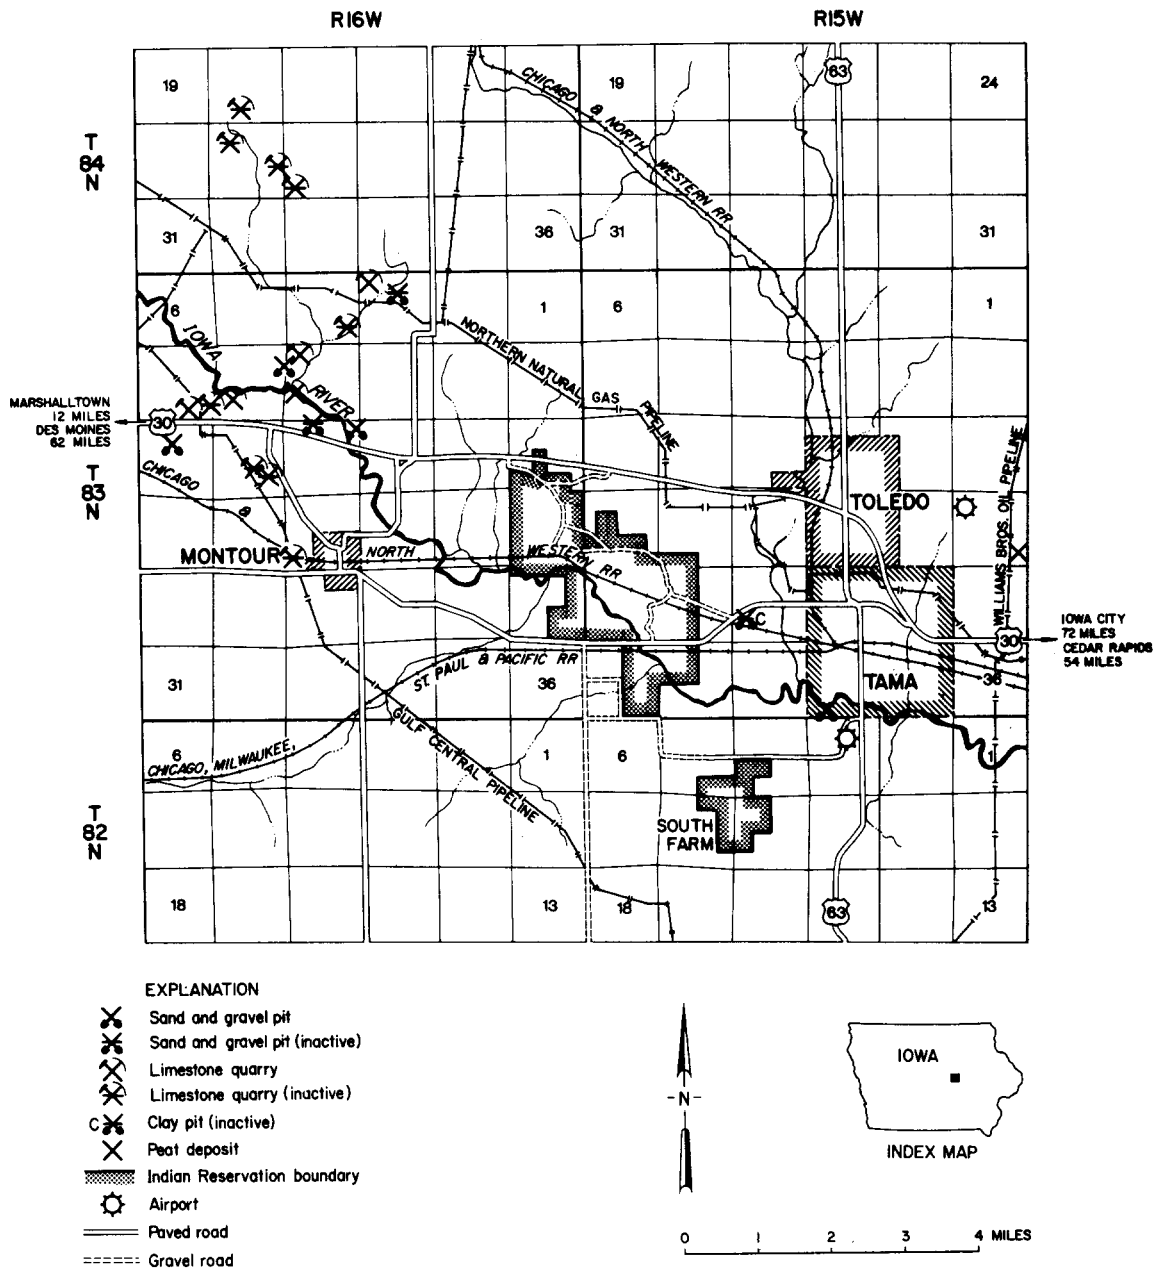 R16W
R15W
T
84
N
19
19
24
63
CHICAGO & NORTH WESTERN RR
31
36
31
31
6
1
6
1
IOWA RIVER
NORTHERN NATURAL GAS PIPELINE
MARSHALLTOWN
12 MILES
DES MOINES
62 MILES
30
T
83
N
CHICAGO & NORTH WESTERN RR
MONTOUR
TOLEDO
WILLIAMS BROS. OIL PIPELINE
C
30
IOWA CITY
72 MILES
CEDAR RAPIDS
54 MILES
TAMA
31
36
36
CHICAGO, MILWAUKEE, ST. PAUL & PACIFIC RR
GULF CENTRAL PIPELINE
6
1
6
1
T
82
N
SOUTH
FARM
18
13
18
63
13
EXPLANATION
Sand and gravel pit
Sand and gravel pit (inactive)
Limestone quarry
Limestone quarry (inactive)
C Clay pit (inactive)
Peat deposit
Indian Reservation boundary
Airport
Paved road
Gravel road
-N-
IOWA
INDEX MAP
0 1 2 3 4 MILES